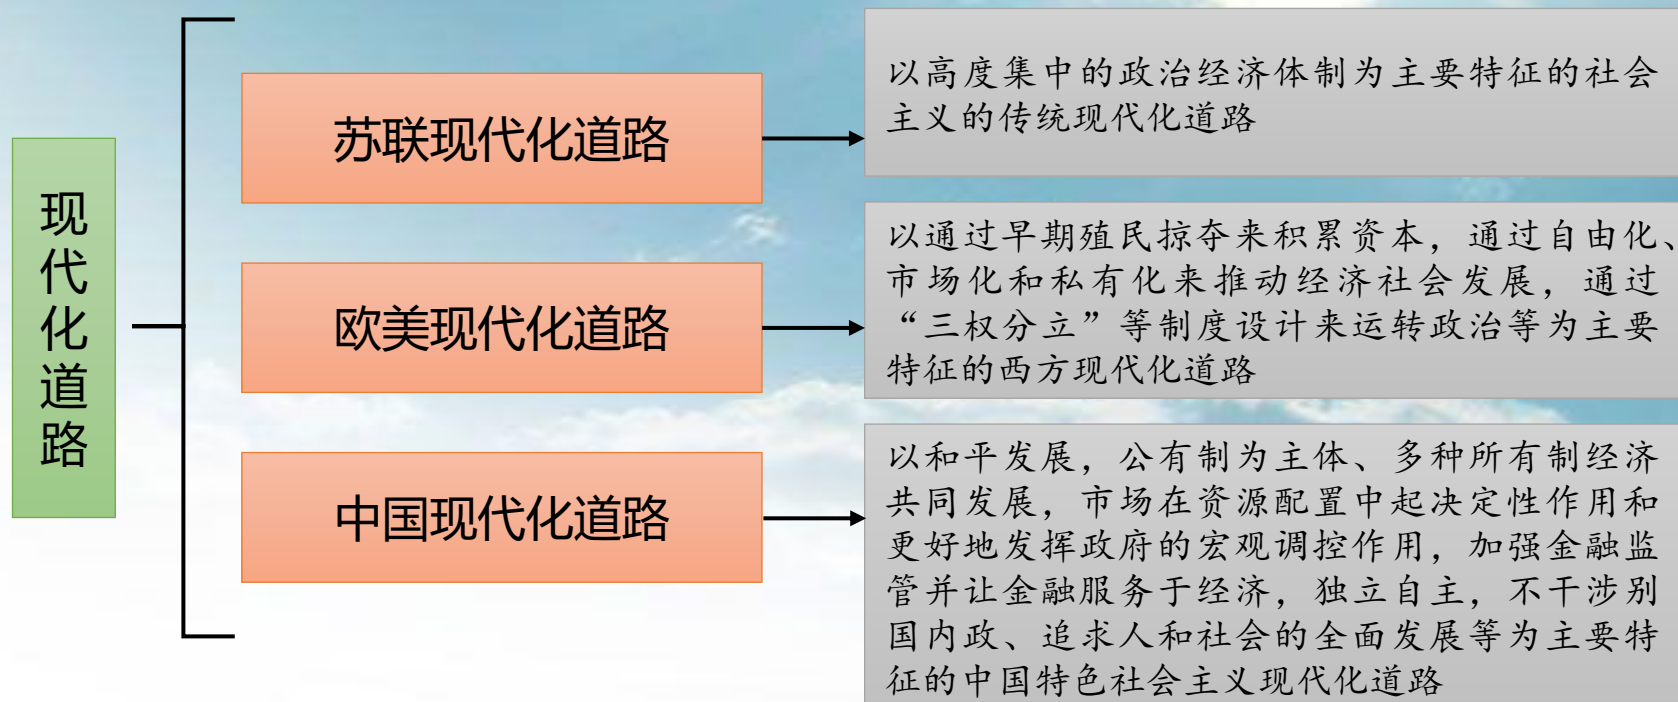 现代化道路
苏联现代化道路
以高度集中的政治经济体制为主要特征的社会
主义的传统现代化道路
欧美现代化道路
以通过早期殖民掠夺来积累资本，通过自由化、
市场化和私有化来推动经济社会发展，通过
“三权分立”等制度设计来运转政治等为主要
特征的西方现代化道路
中国现代化道路
以和平发展，公有制为主体、多种所有制经济
共同发展，市场在资源配置中起决定性作用和
更好地发挥政府的宏观调控作用，加强金融监
管并让金融服务于经济，独立自主，不干涉别
国内政、追求人和社会的全面发展等为主要特
征的中国特色社会主义现代化道路